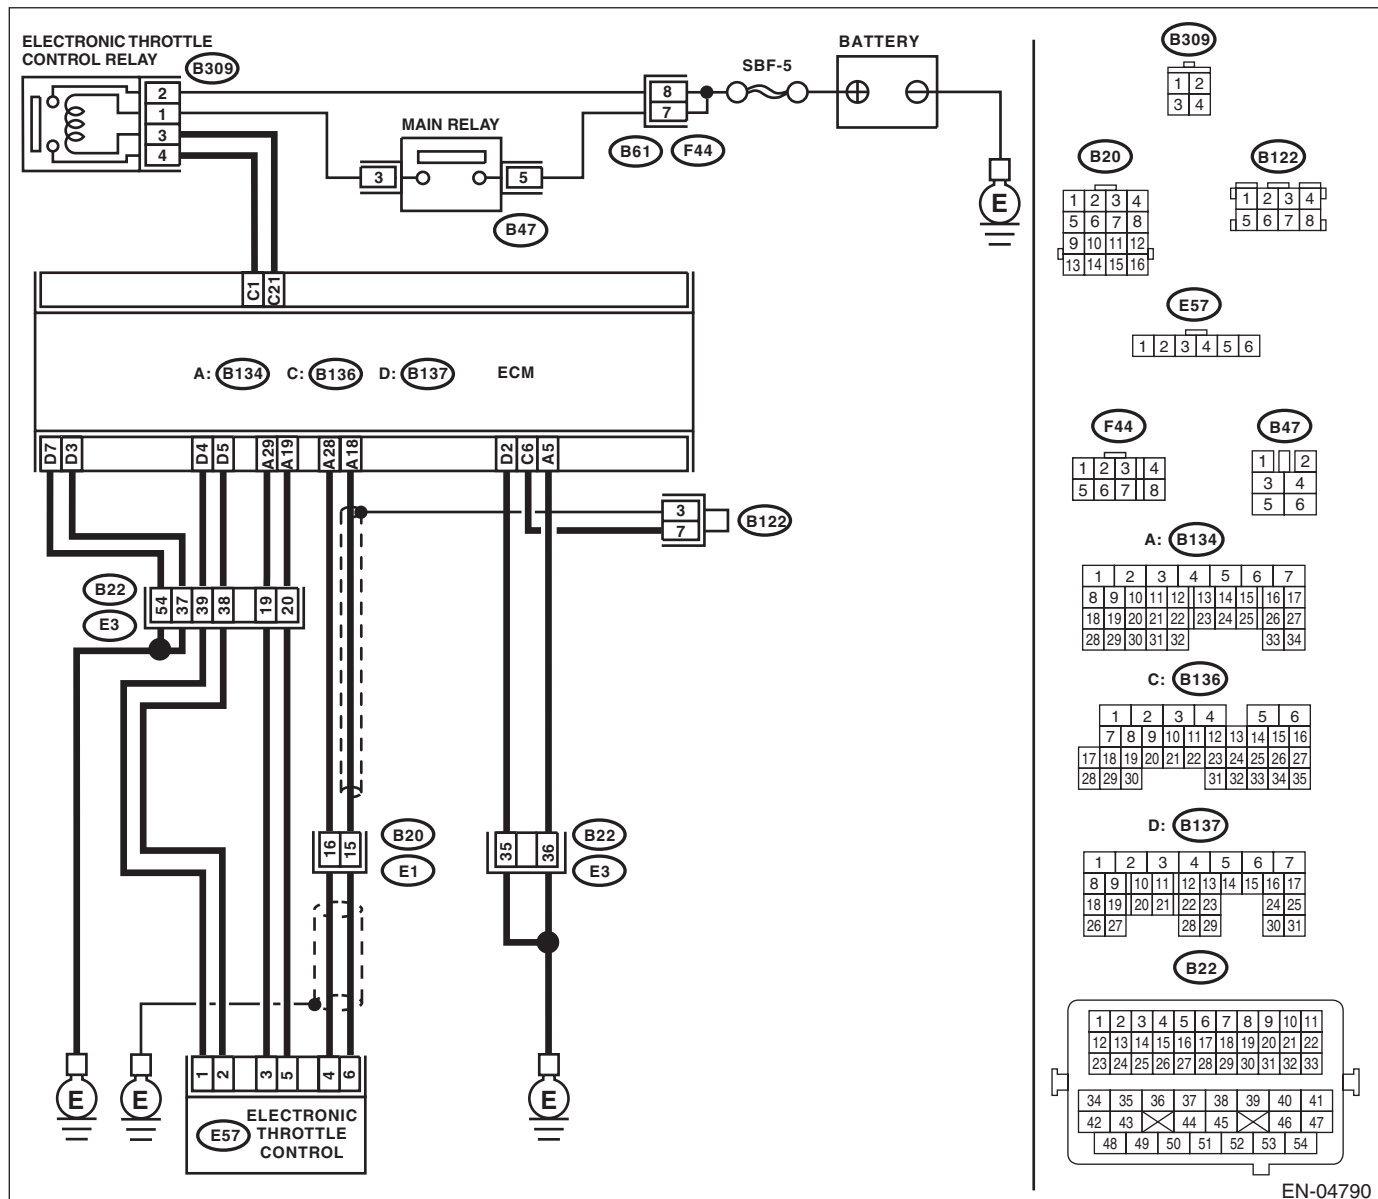 ELECTRONIC THROTTLE
CONTROL RELAY
B309
2
1
3
4
MAIN RELAY
3
5
B47
8
7
B61
F44
SBF-5
BATTERY
E
C1
C21
A: B134 C: B136 D: B137 ECM
D7
D3
D4
D5
A29
A19
A28
A18
D2
C6
A5
3
7
B122
B22
E3
54
37
39
38
19
20
16
15
B20
E1
35
36
B22
E3
E
E
E
1
2
3
5
4
6
E57
ELECTRONIC
THROTTLE
CONTROL
B309
1 2
3 4
B20
1 2 3 4
5 6 7 8
9 10 11 12
13 14 15 16
B122
1 2 3 4
5 6 7 8
E57
1 2 3 4 5 6
F44
1 2 3 4
5 6 7 8
B47
1 2
3 4
5 6
A: B134
1 2 3 4 5 6 7
8 9 10 11 12 13 14 15 16 17
18 19 20 21 22 23 24 25 26 27
28 29 30 31 32 33 34
C: B136
1 2 3 4 5 6
7 8 9 10 11 12 13 14 15 16
17 18 19 20 21 22 23 24 25 26 27
28 29 30 31 32 33 34 35
D: B137
1 2 3 4 5 6 7
8 9 10 11 12 13 14 15 16 17
18 19 20 21 22 23 24 25
26 27 28 29 30 31
B22
1 2 3 4 5 6 7 8 9 10 11
12 13 14 15 16 17 18 19 20 21 22
23 24 25 26 27 28 29 30 31 32 33
34 35 36 37 38 39 40 41
42 43 44 45 46 47
48 49 50 51 52 53 54
EN-04790